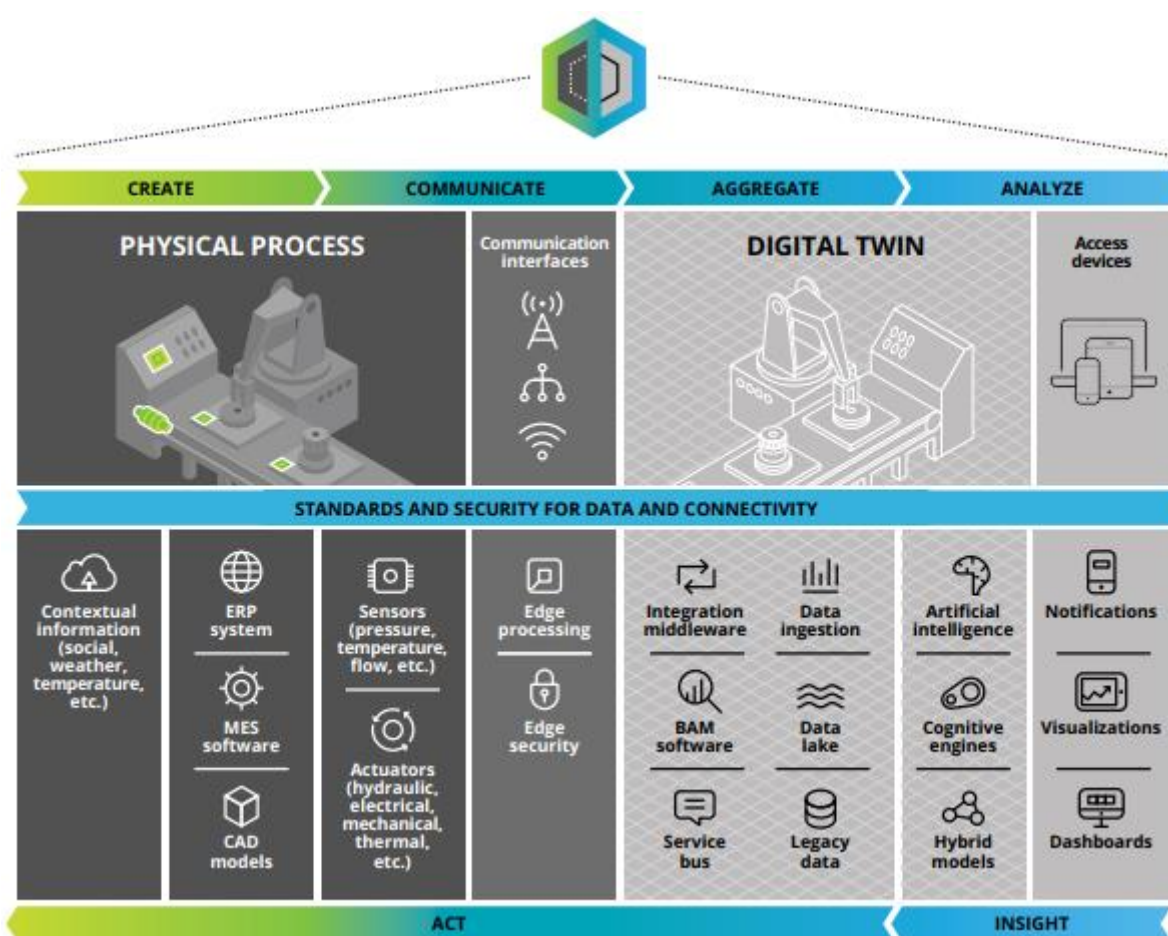 CREATE
COMMUNICATE
AGGREGATE
ANALYZE
PHYSICAL PROCESS
Communication
interfaces
DIGITAL TWIN
Access
devices
STANDARDS AND SECURITY FOR DATA AND CONNECTIVITY
Contextual
information
(social,
weather,
temperature,
etc.)
ERP
system
MES
software
CAD
models
Sensors
(pressure,
temperature,
flow, etc.)
Actuators
(hydraulic,
electrical,
mechanical,
thermal,
etc.)
Edge
processing
Edge
security
Integration
middleware
BAM
software
Service
bus
Data
ingestion
Data
lake
Legacy
data
Artificial
intelligence
Cognitive
engines
Hybrid
models
Notifications
Visualizations
Dashboards
ACT
INSIGHT